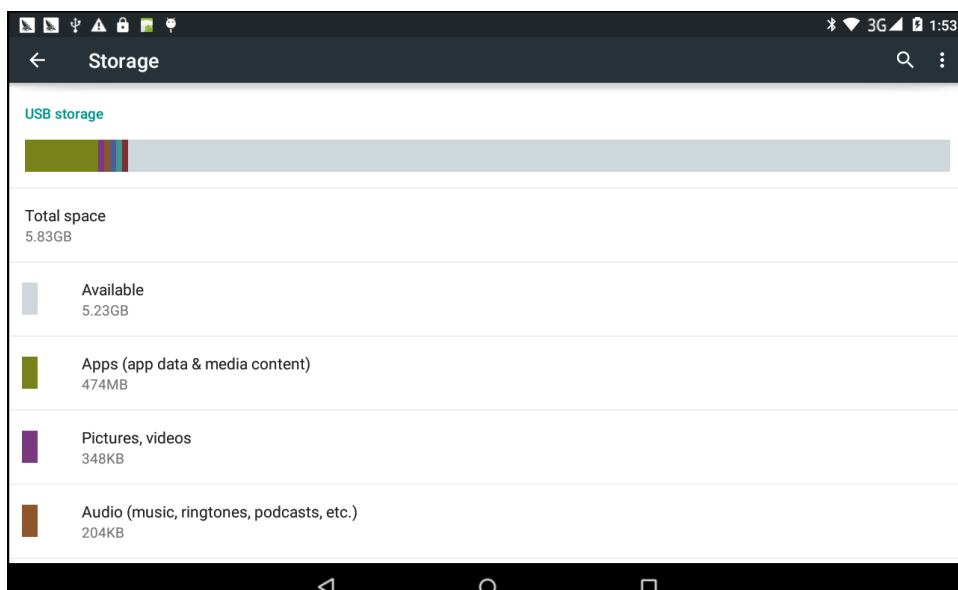 3G 1:53
Storage
USB storage
Total space
5.83GB
Available
5.23GB
Apps (app data & media content)
474MB
Pictures, videos
348KB
Audio (music, ringtones, podcasts, etc.)
204KB